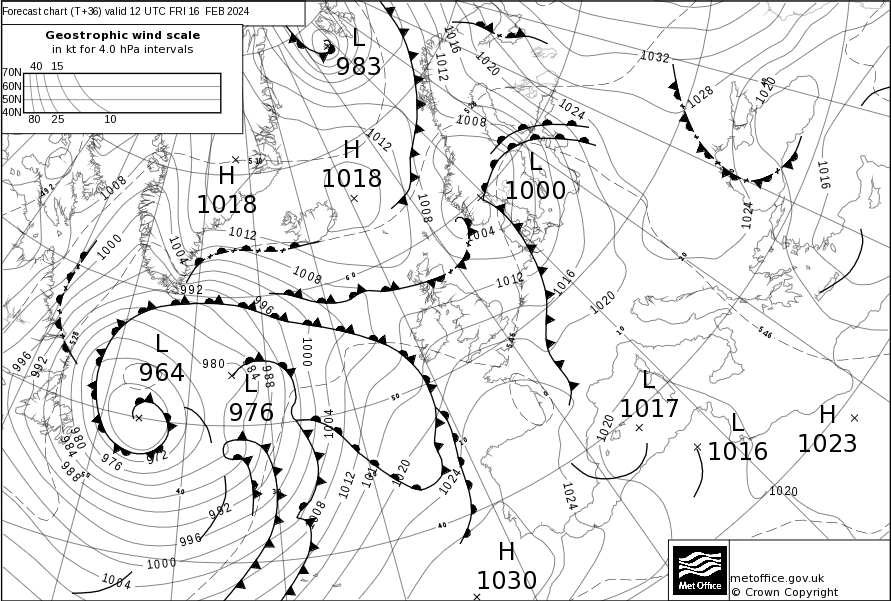 Forecast chart (T+36) valid 12 UTC FRI 16 FEB 2024
Geostrophic wind scale
in kt for 4.0 hPa intervals
40 15
70N
60N
50N
40N
80 25 10
L
983
1016
1012
1020
1032
1028
1020
1024
1008
1012
H
1018
H
1018
L
1000
1016
1024
1008
1008
1004
1012
1004
1000
1008
1012
1016
1020
992
996
L
964
996
992
980
988
L
976
1000
L
1017
L
1016
H
1023
1020
1004
980
984
988
976
972
1012
1020
1024
1024
1020
992
1008
996
1000
1004
H
1030
Met Office
metoffice.gov.uk
© Crown Copyright